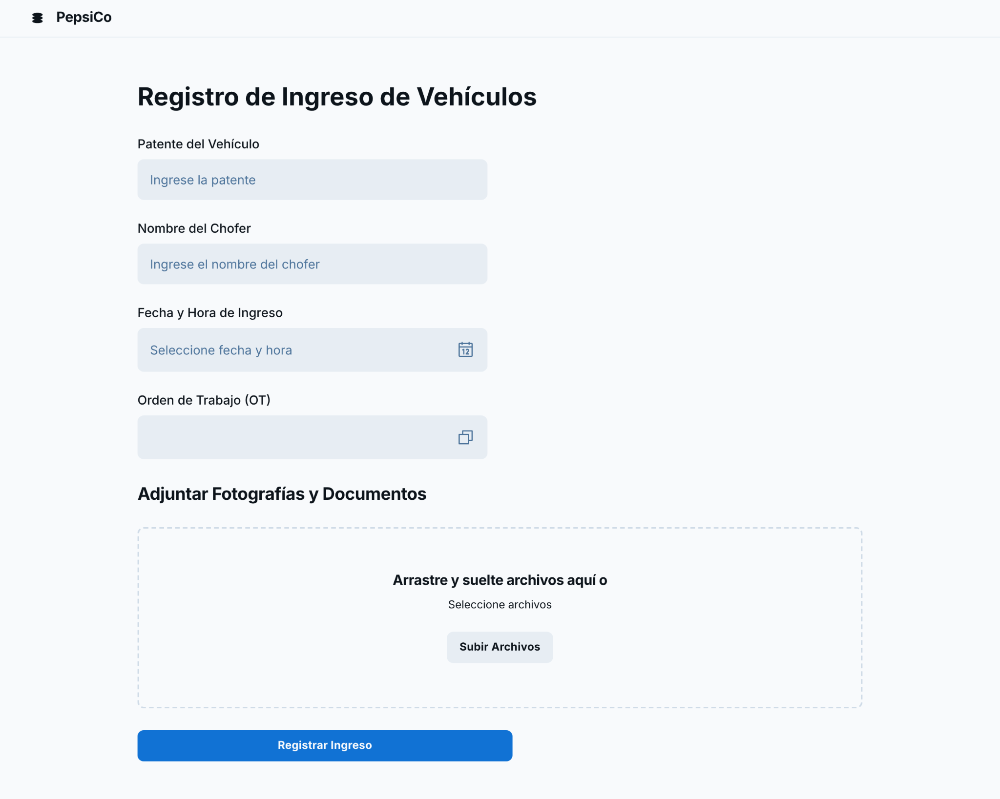 PepsiCo
Registro de Ingreso de Vehículos
Patente del Vehículo
Ingrese la patente
Nombre del Chofer
Ingrese el nombre del chofer
Fecha y Hora de Ingreso
Seleccione fecha y hora
12
Orden de Trabajo (OT)
Adjuntar Fotografías y Documentos
Arrastre y suelte archivos aquí o
Seleccione archivos
Subir Archivos
Registrar Ingreso